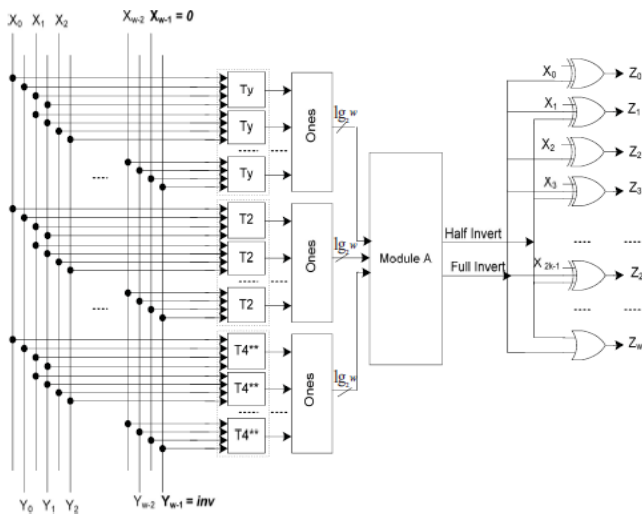 X0 X1 X2 Xw-2 Xw-1 = 0
Ty
Ty
----- -----
Ty
Ones
lg2 w
T2
T2
----- -----
T2
Ones
lg2 w
T4**
T4**
----- -----
T4**
Ones
lg2 w
....
....
....
Module A
Half Invert
Full Invert
X0 Z0
X1 Z1
X2 Z2
X3 Z3
---- ----
X 2k-1 Z2
---- ----
Zw
Y0 Y1 Y2 Yw-2 Yw-1 = inv